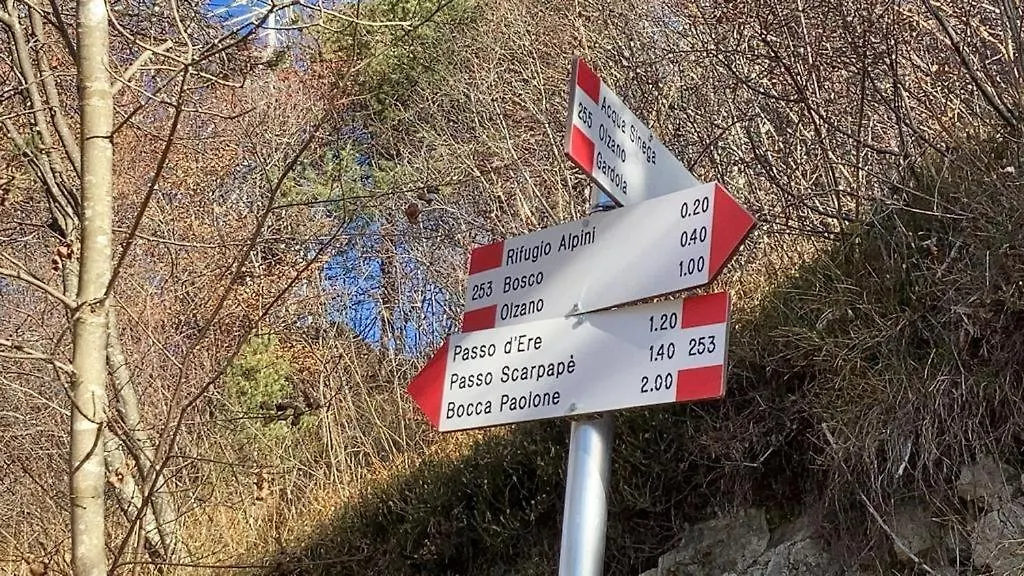 Acqua Sinega
265 Olzano
Gardola
Rifugio Alpini 0.20
253 Bosco 0.40
Olzano 1.00
Passo d'Ere 1.20
Passo Scarpapè 1.40 253
Bocca Paolone 2.00